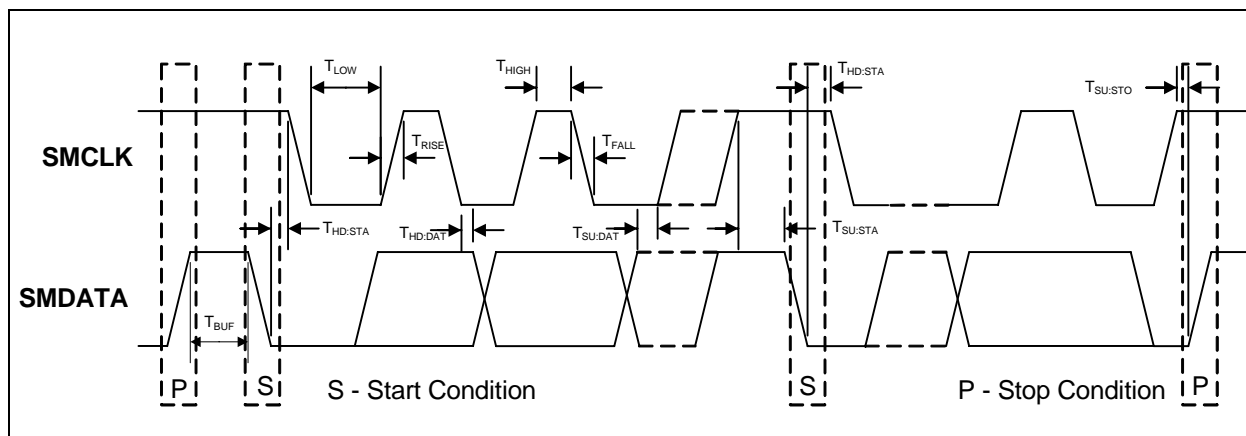 T_LOW
T_HIGH
T_HD:STA
T_SU:STO
SMCLK
T_RISE
T_FALL
T_HD:STA
T_HD:DAT
T_SU:DAT
T_SU:STA
SMDATA
T_BUF
P
S
S - Start Condition
S
P - Stop Condition
P